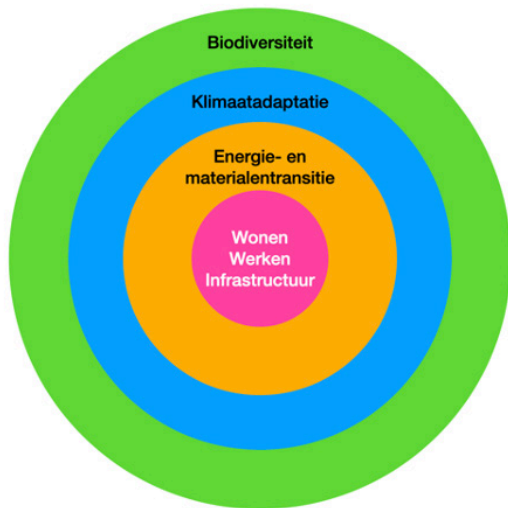 Biodiversiteit
Klimaatadaptatie
Energie- en
materialentransitie
Wonen
Werken
Infrastructuur